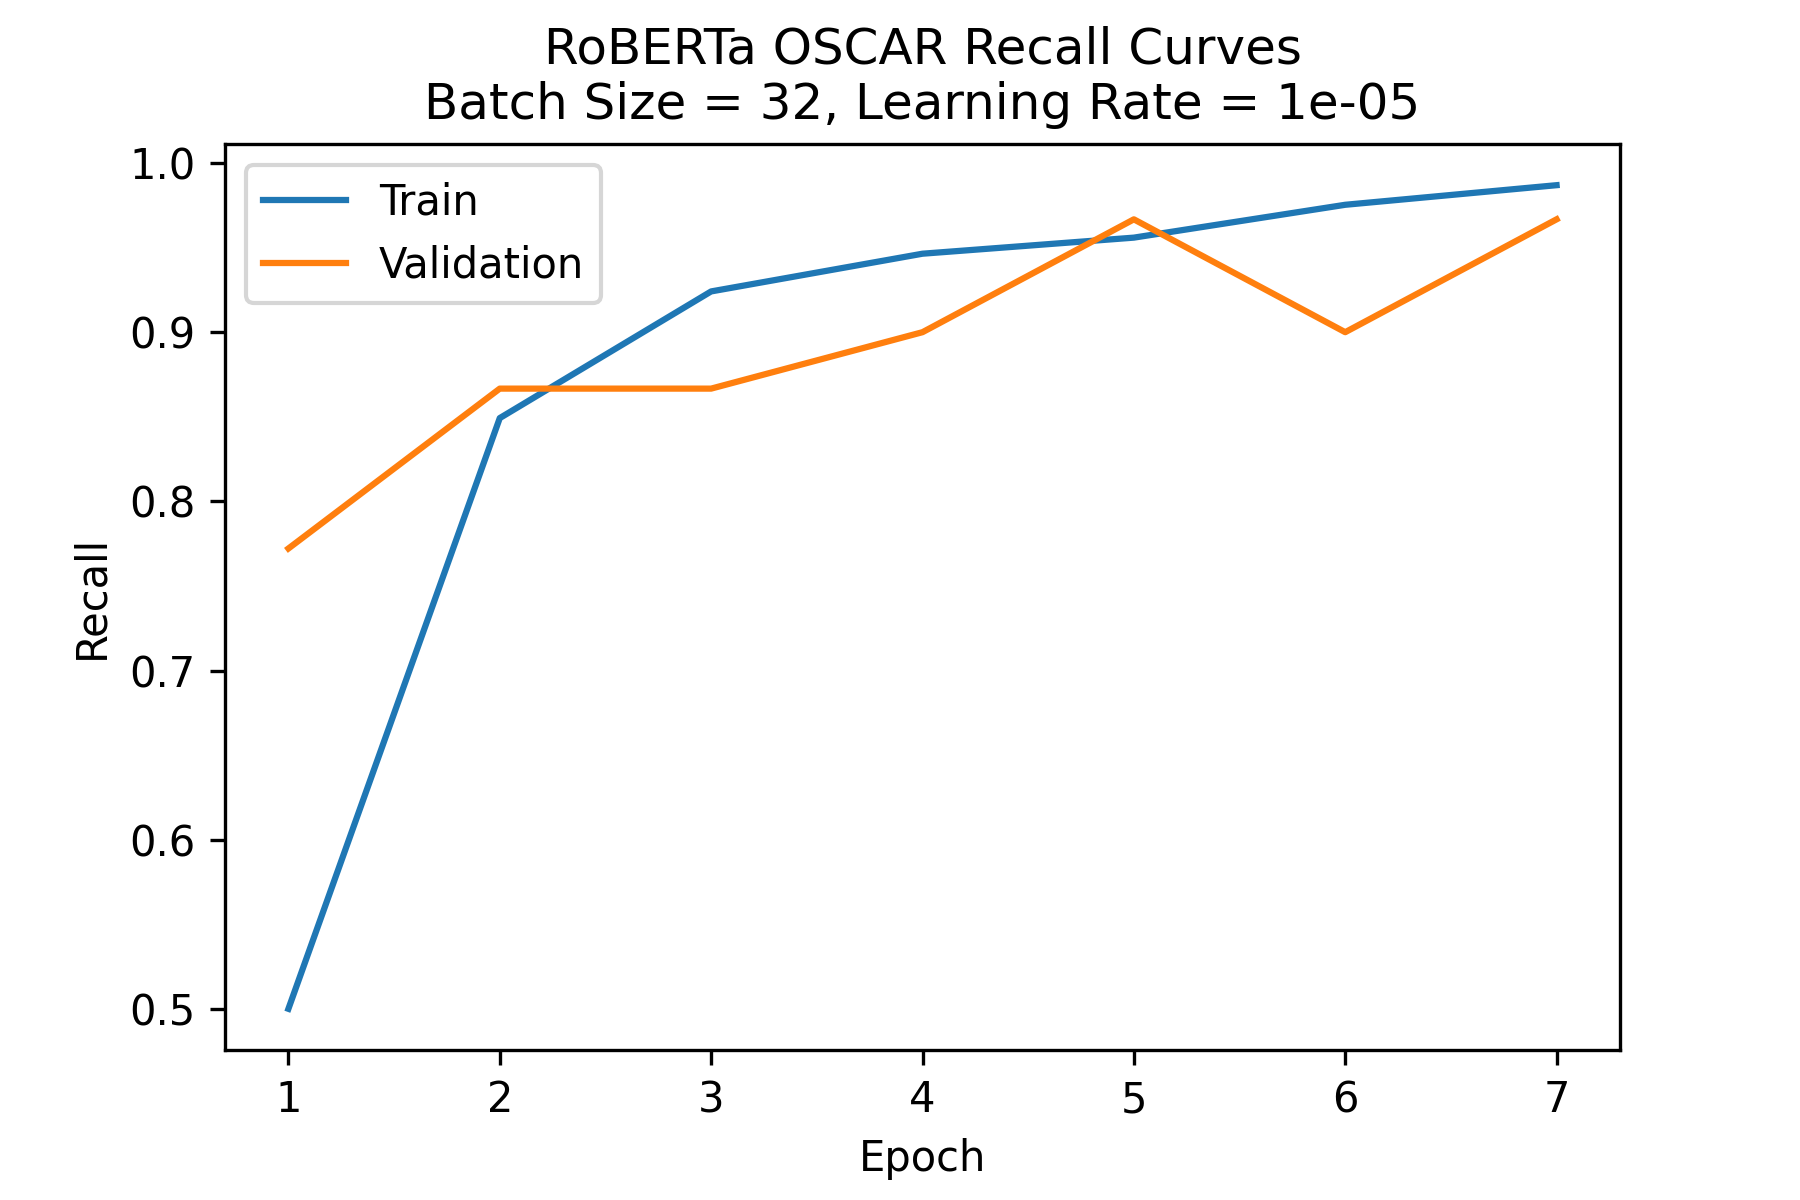 RoBERTa OSCAR Recall Curves
Batch Size = 32, Learning Rate = 1e-05
Train
Validation
1.0
0.9
0.8
0.7
0.6
0.5
Recall
1 2 3 4 5 6 7
Epoch